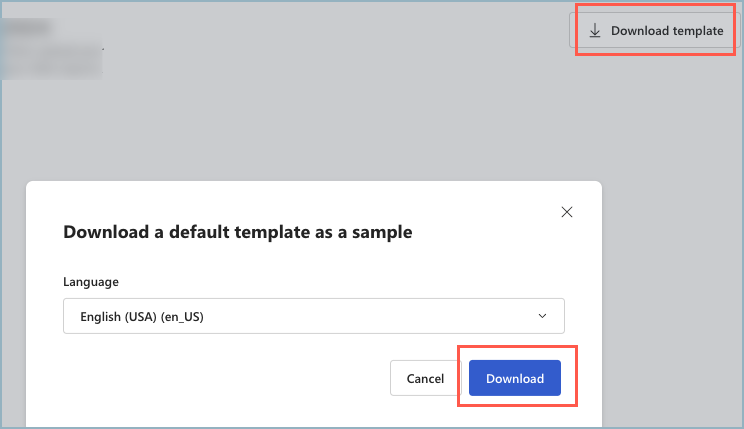 Download template
Download a default template as a sample
Language
English (USA) (en_US)
Cancel
Download